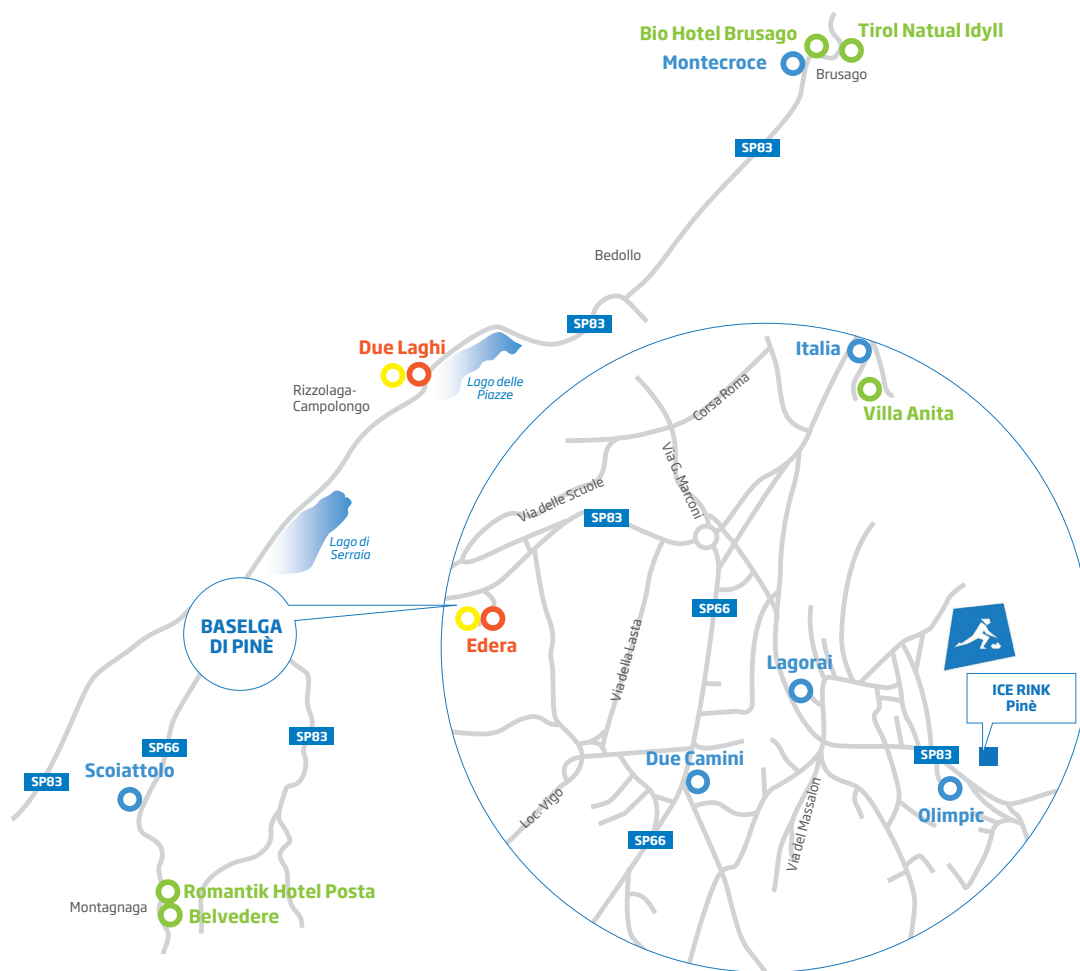 Bio Hotel Brusago
Tirol Natual Idyll
Montecroce
Brusago
SP83
Bedollo
SP83
Due Laghi
Rizzolaga-
Campolongo
Lago delle
Piazze
Italia
Villa Anita
Corsa Roma
Via G. Marconi
Via delle Scuole
SP83
Lago di
Serraia
BASELGA
DI PINÈ
Edera
SP66
Via della Lasta
Lagorai
ICE RINK
Pinè
SP83
SP66
SP83
Scoiattolo
SP83
Due Camini
Olimpic
Loc. Vigo
SP66
Via del Massalon
Romantik Hotel Posta
Montagnaga
Belvedere